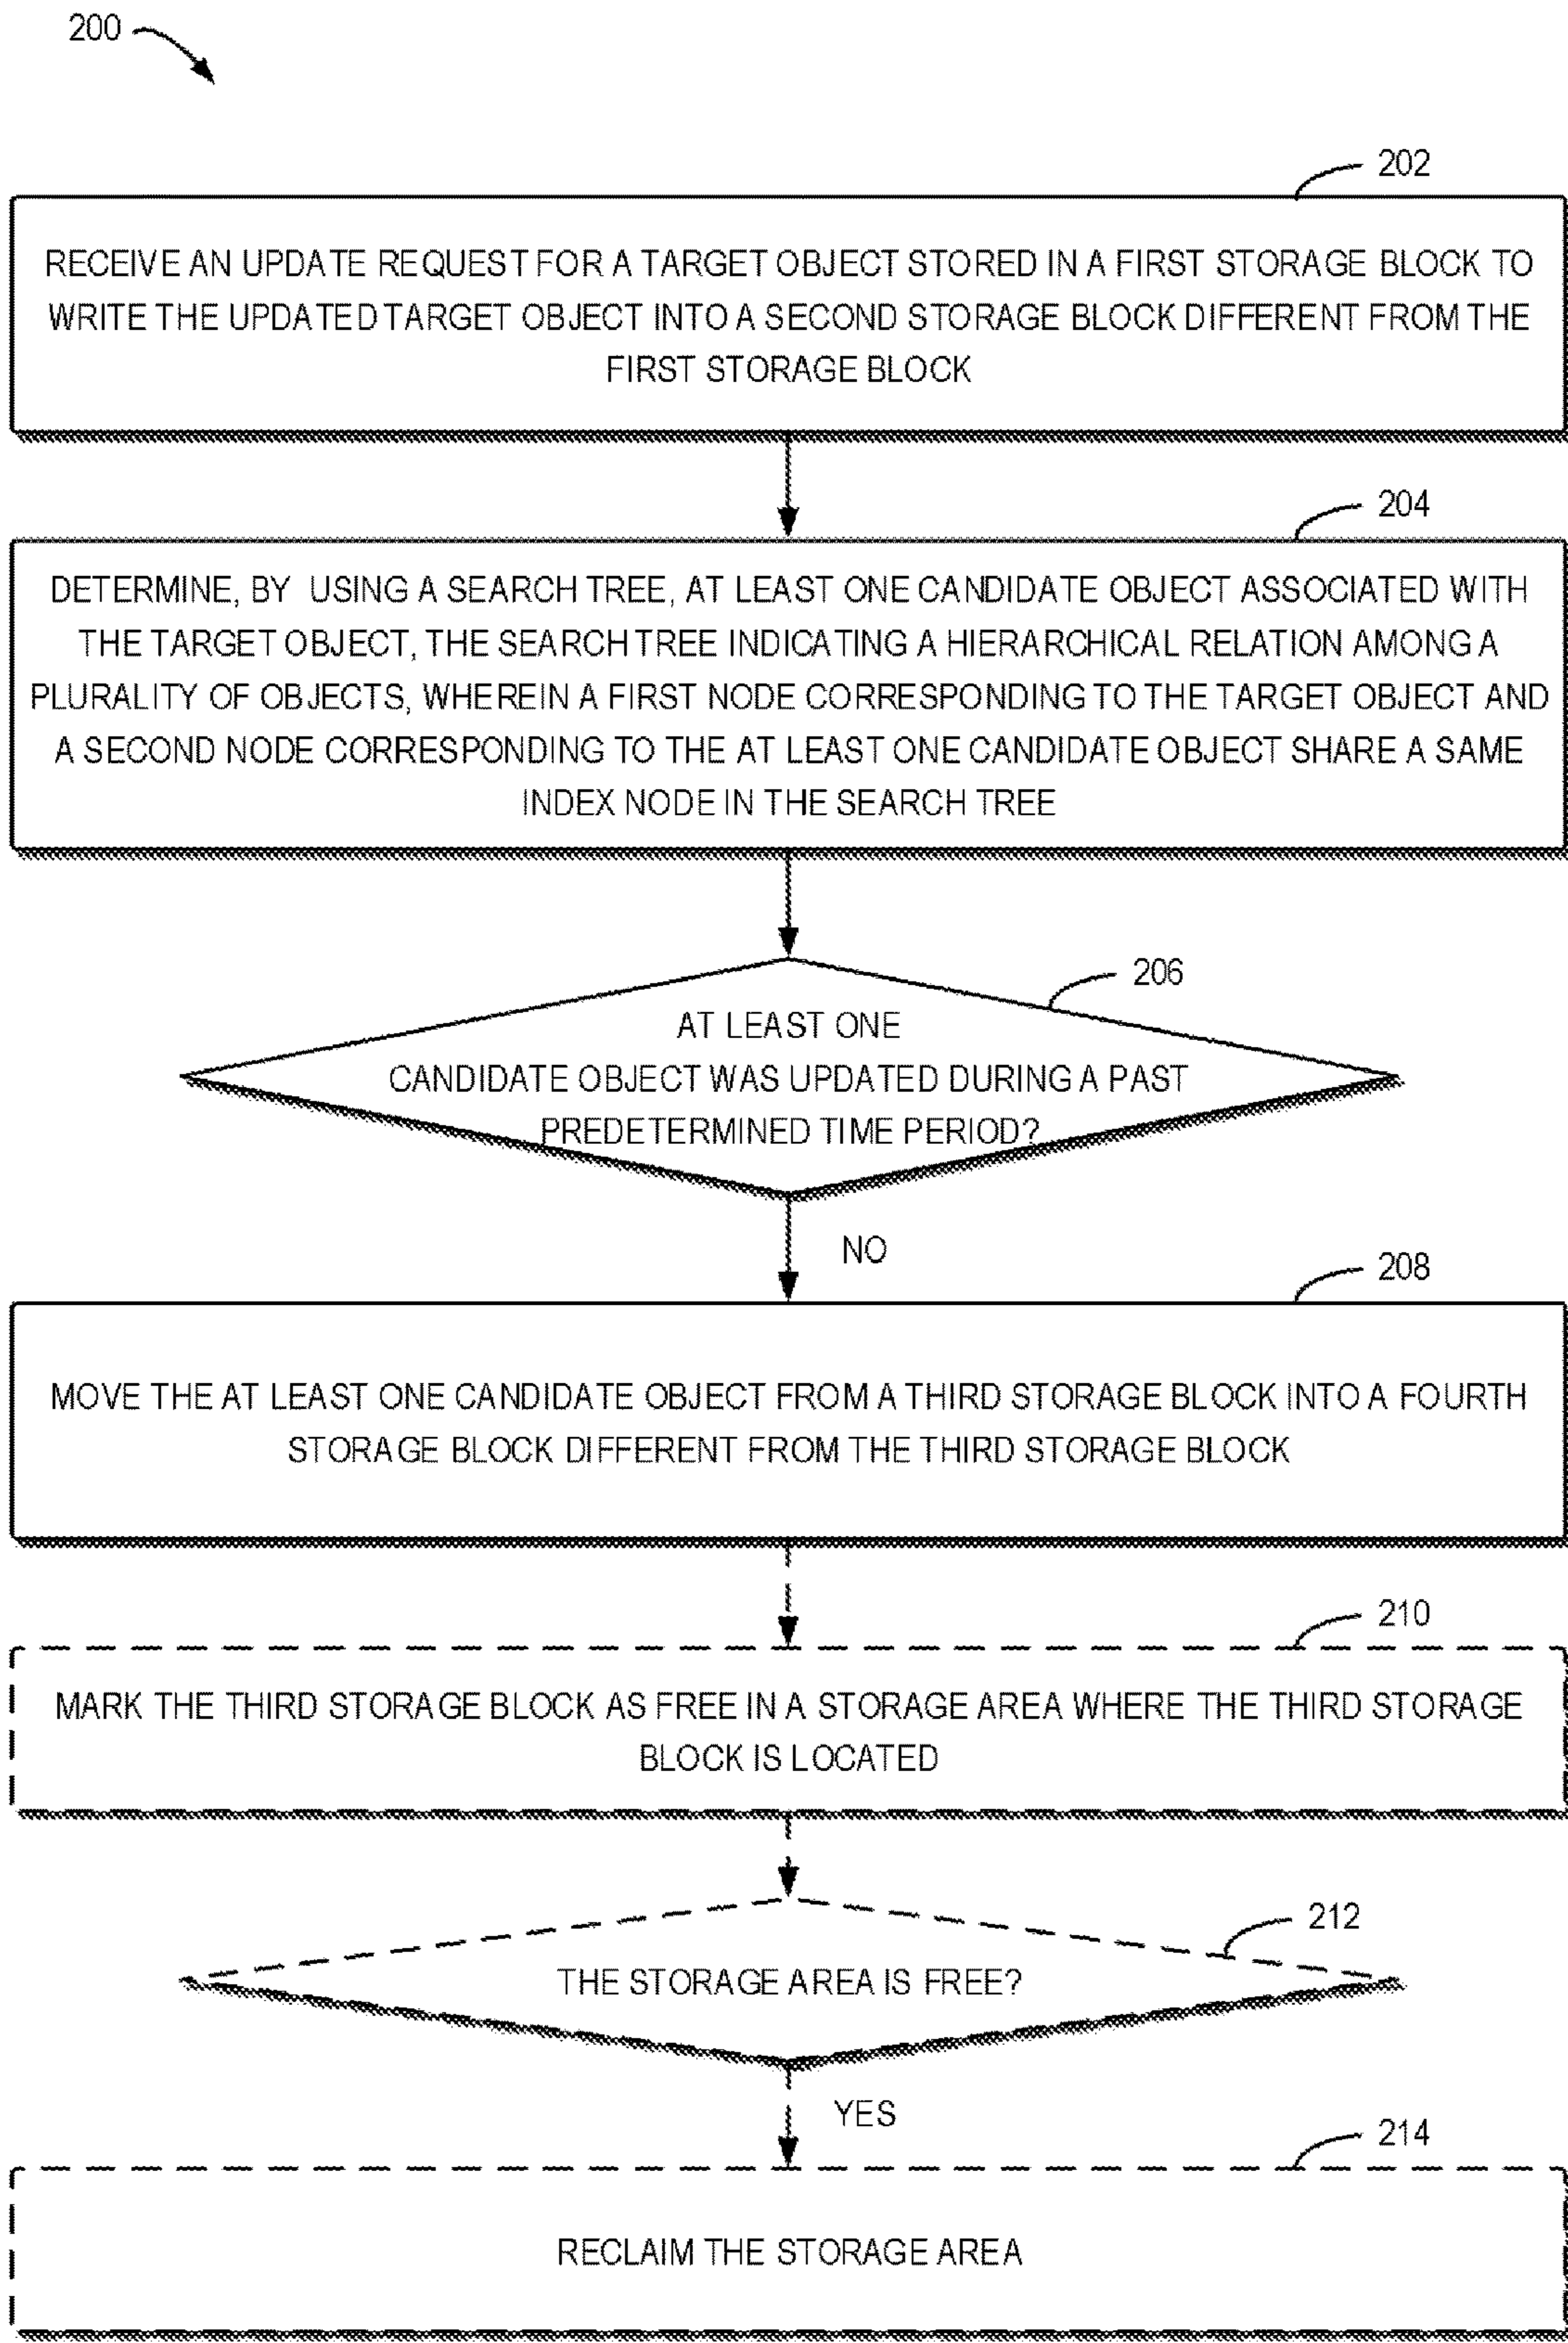 200
202
RECEIVE AN UPDATE REQUEST FOR A TARGET OBJECT STORED IN A FIRST STORAGE BLOCK TO
WRITE THE UPDATED TARGET OBJECT INTO A SECOND STORAGE BLOCK DIFFERENT FROM THE
FIRST STORAGE BLOCK
204
DETERMINE, BY USING A SEARCH TREE, AT LEAST ONE CANDIDATE OBJECT ASSOCIATED WITH
THE TARGET OBJECT, THE SEARCH TREE INDICATING A HIERARCHICAL RELATION AMONG A
PLURALITY OF OBJECTS, WHEREIN A FIRST NODE CORRESPONDING TO THE TARGET OBJECT AND
A SECOND NODE CORRESPONDING TO THE AT LEAST ONE CANDIDATE OBJECT SHARE A SAME
INDEX NODE IN THE SEARCH TREE
206
AT LEAST ONE
CANDIDATE OBJECT WAS UPDATED DURING A PAST
PREDETERMINED TIME PERIOD?
NO
208
MOVE THE AT LEAST ONE CANDIDATE OBJECT FROM A THIRD STORAGE BLOCK INTO A FOURTH
STORAGE BLOCK DIFFERENT FROM THE THIRD STORAGE BLOCK
210
MARK THE THIRD STORAGE BLOCK AS FREE IN A STORAGE AREA WHERE THE THIRD STORAGE
BLOCK IS LOCATED
212
THE STORAGE AREA IS FREE?
YES
214
RECLAIM THE STORAGE AREA